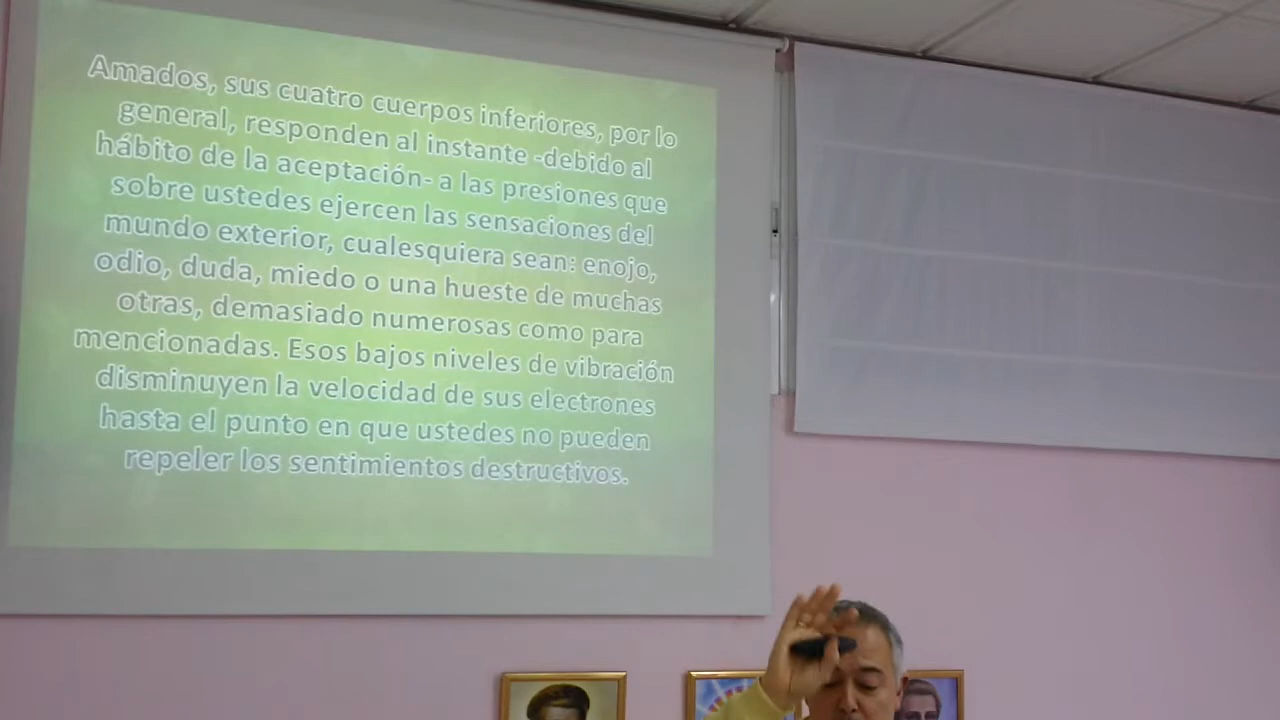 Amados, sus cuatro cuerpos inferiores, por lo
general, responden al instante -debido al
hábito de la aceptación- a las presiones que
sobre ustedes ejercen las sensaciones del
mundo exterior, cualesquiera sean: enojo,
odio, duda, miedo o una hueste de muchas
otras, demasiado numerosas como para
mencionadas. Esos bajos niveles de vibración
disminuyen la velocidad de sus electrones
hasta el punto en que ustedes no pueden
repeler los sentimientos destructivos.